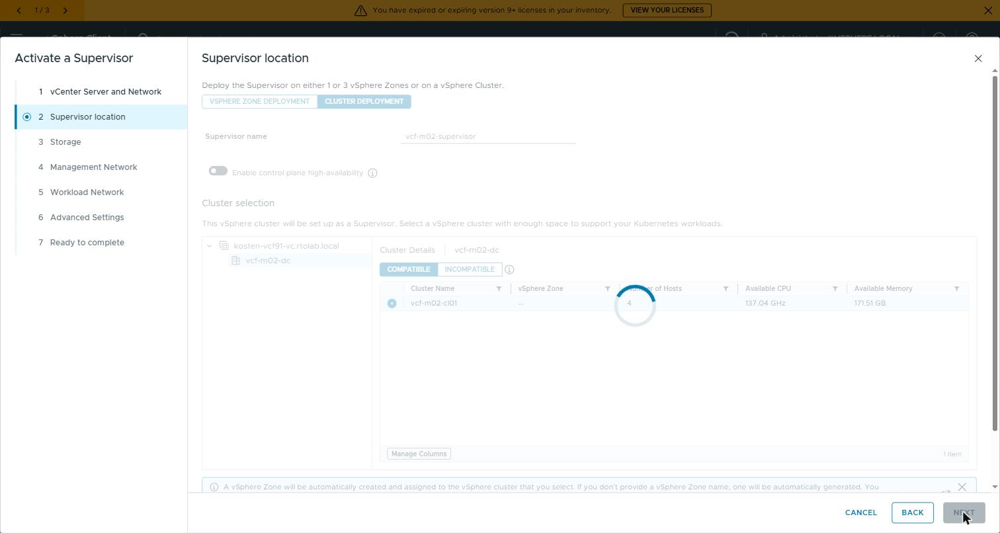 1 / 3
You have expired or expiring version 9+ licenses in your inventory.
VIEW YOUR LICENSES
vSphere Client
Activate a Supervisor
1 vCenter Server and Network
2 Supervisor location
3 Storage
4 Management Network
5 Workload Network
6 Advanced Settings
7 Ready to complete
Supervisor location
Deploy the Supervisor on either 1 or 3 vSphere Zones or on a vSphere Cluster.
VSPHERE ZONE DEPLOYMENT CLUSTER DEPLOYMENT
Supervisor name vcf-m02-supervisor
Enable control plane high-availability
Cluster selection
This vSphere cluster will be set up as a Supervisor. Select a vSphere cluster with enough space to support your Kubernetes workloads.
kosten-vcf91-vc.rtolab.local
vcf-m02-dc
Cluster Details vcf-m02-dc
COMPATIBLE INCOMPATIBLE
Cluster Name vSphere Zone Number of Hosts Available CPU Available Memory
vcf-m02-cl01 -- 4 137.04 GHz 171.51 GB
Manage Columns 1 item
A vSphere Zone will be automatically created and assigned to the vSphere cluster that you select. If you don't provide a vSphere Zone name, one will be automatically generated. You
CANCEL BACK NEXT